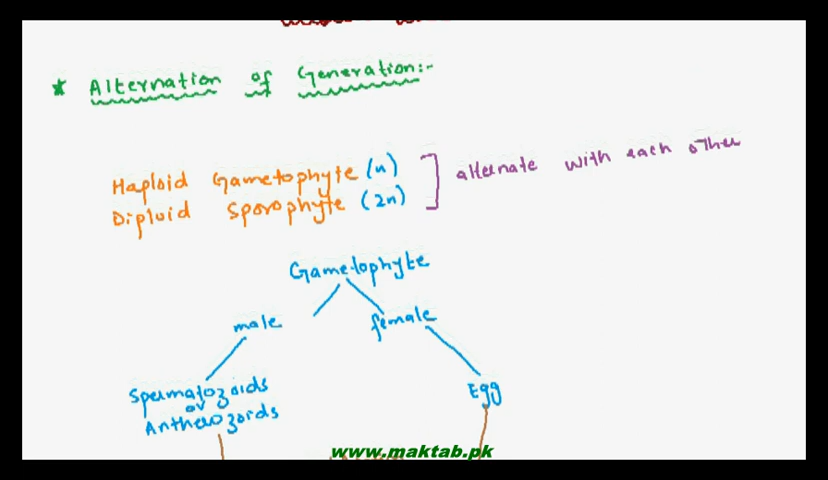 * Alternation of Generation:-
Haploid Gametophyte (n)
Diploid Sporophyte (2n)
alternate with each other
Gametophyte
male female
Spermatozoids
or
Antherozoids
Egg
www.maktab.pk